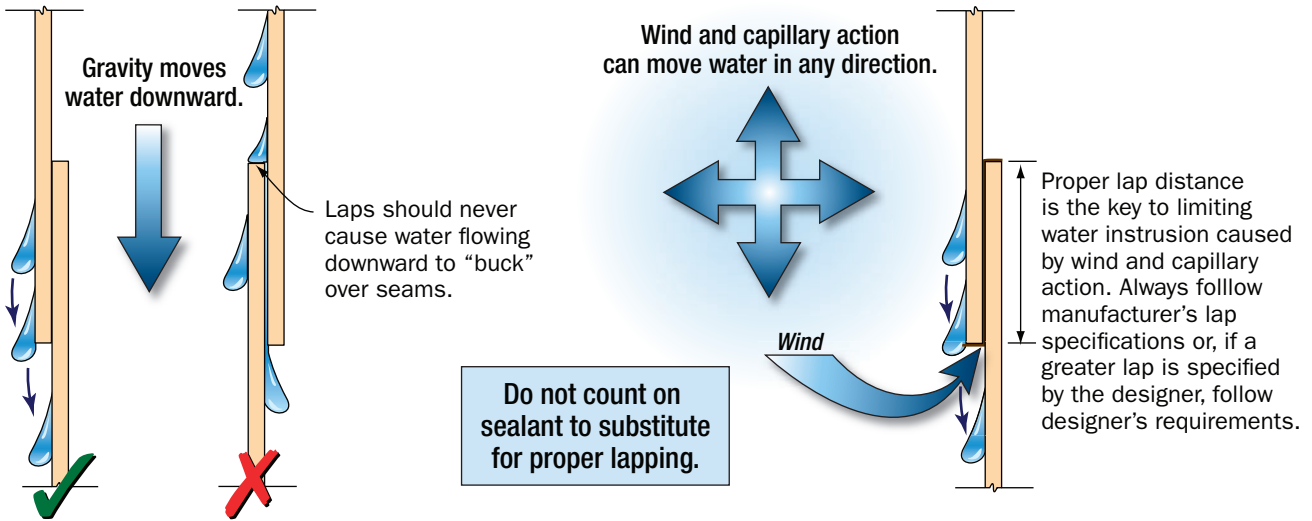 Gravity moves
water downward.
Laps should never
cause water flowing
downward to “buck”
over seams.
Wind and capillary action
can move water in any direction.
Wind
Do not count on
sealant to substitute
for proper lapping.
Proper lap distance
is the key to limiting
water instrusion caused
by wind and capillary
action. Always folllow
manufacturer’s lap
specifications or, if a
greater lap is specified
by the designer, follow
designer’s requirements.